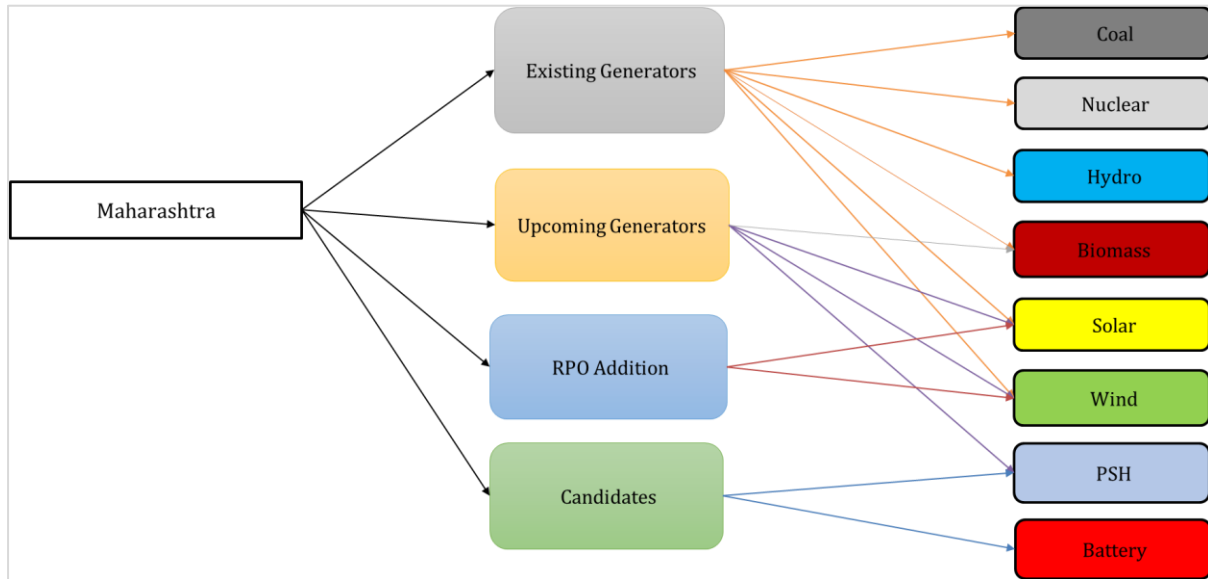 Maharashtra
Existing Generators
Upcoming Generators
RPO Addition
Candidates
Coal
Nuclear
Hydro
Biomass
Solar
Wind
PSH
Battery